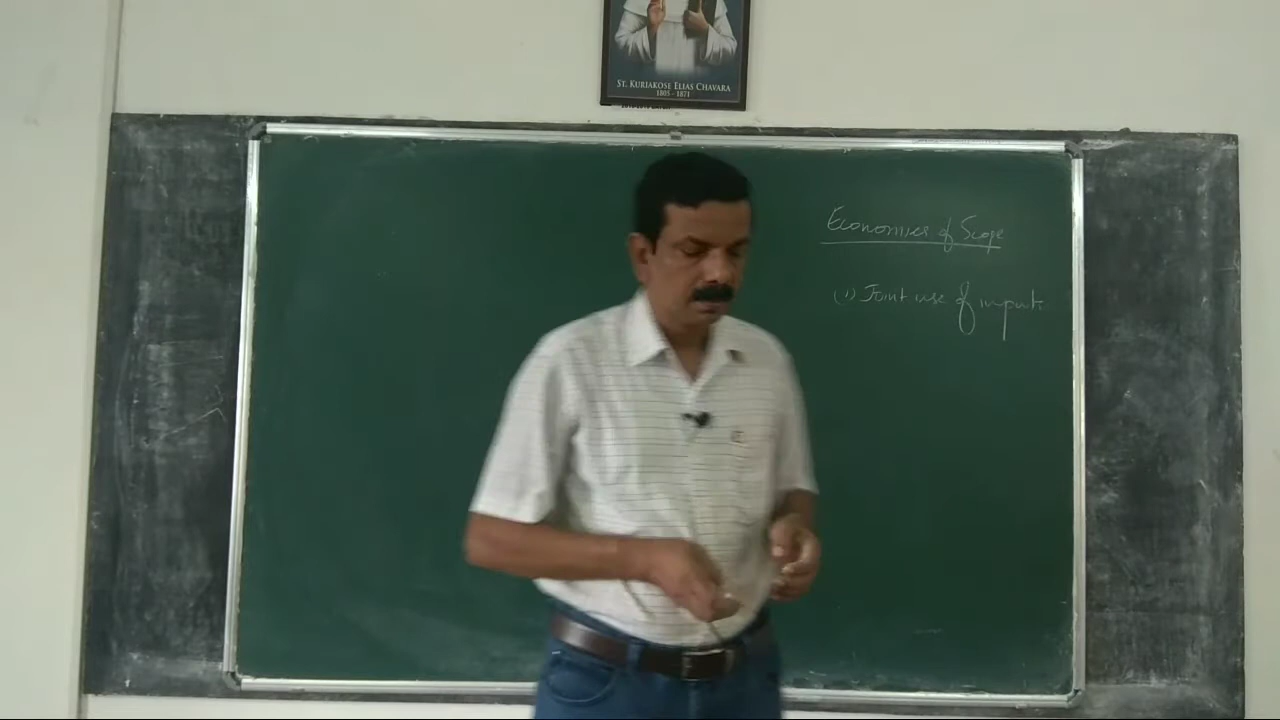 ST. KURIAKOSE ELIAS CHAVARA
1805 - 1871
Economies of Scope
(1) Joint use of inputs